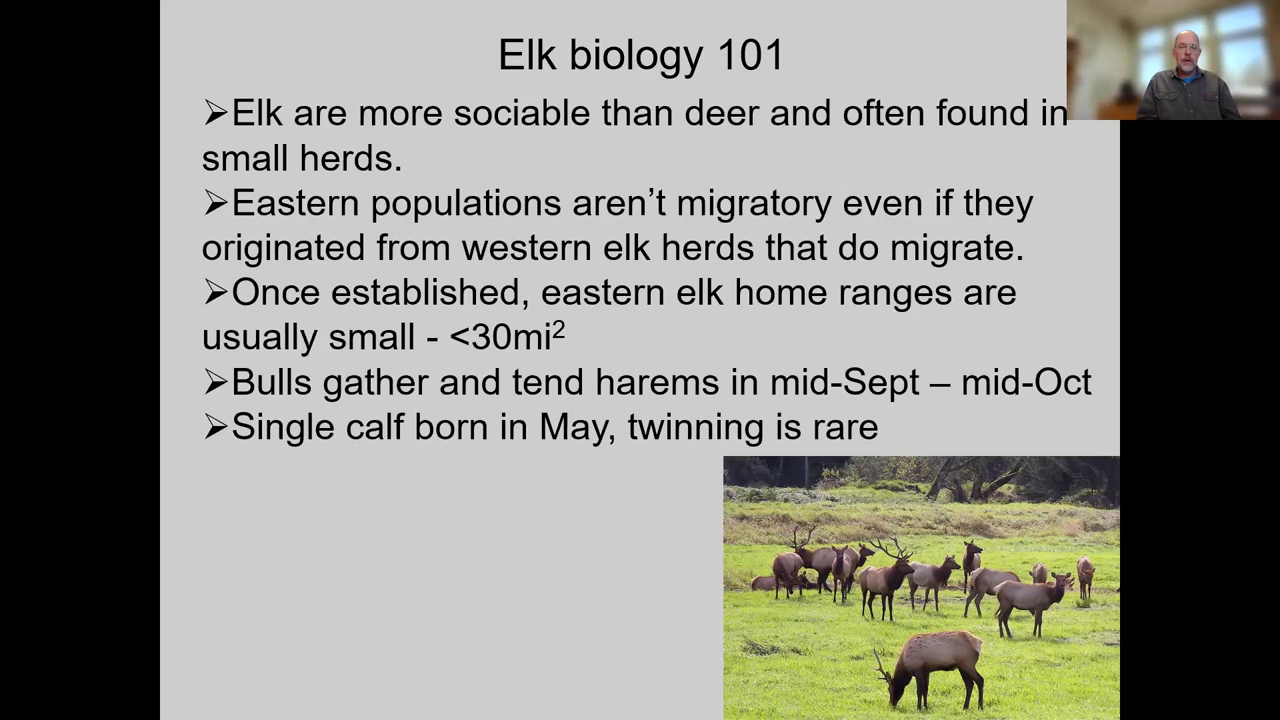 Elk biology 101
➢Elk are more sociable than deer and often found in
small herds.
➢Eastern populations aren’t migratory even if they
originated from western elk herds that do migrate.
➢Once established, eastern elk home ranges are
usually small - <30mi²
➢Bulls gather and tend harems in mid-Sept – mid-Oct
➢Single calf born in May, twinning is rare